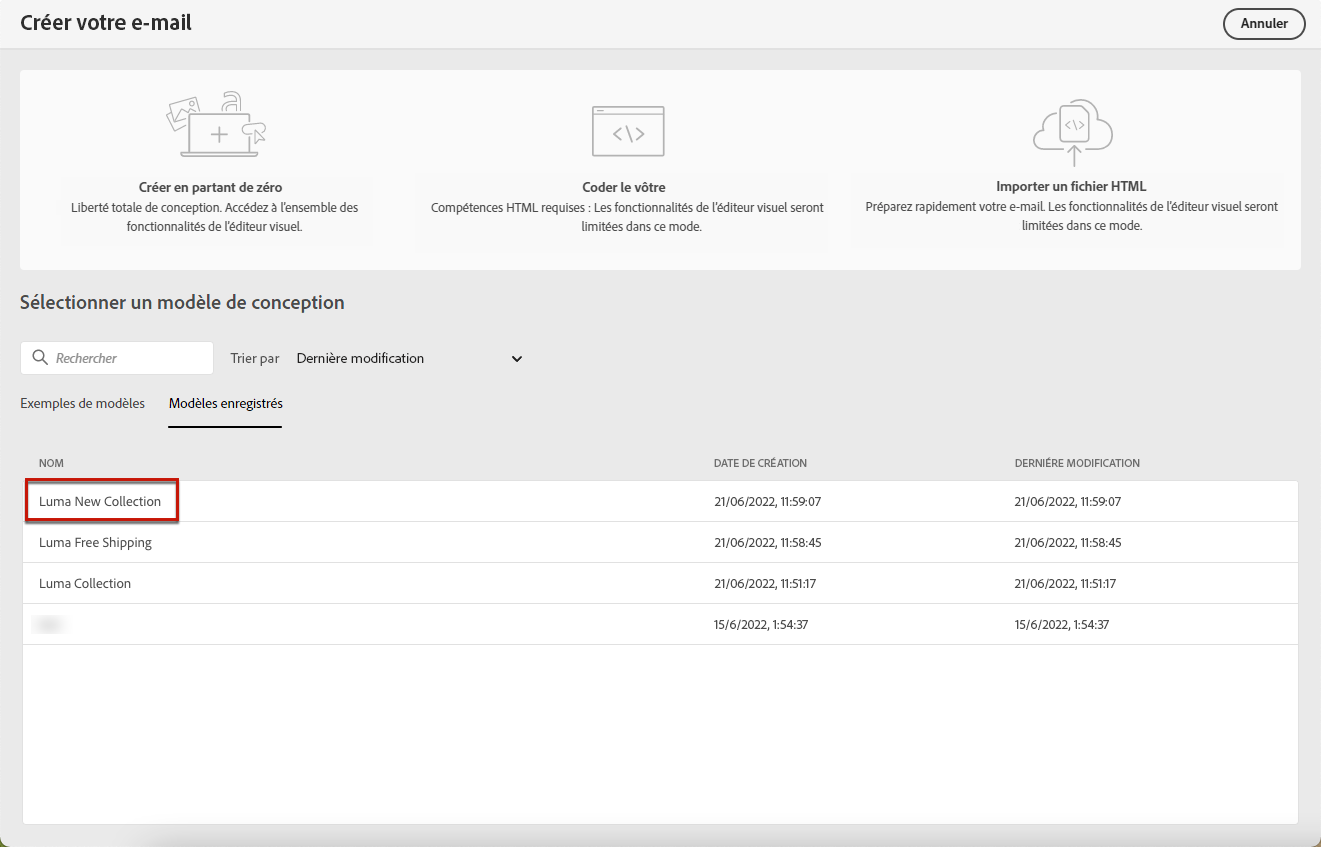 Créer votre e-mail
Annuler
Créer en partant de zéro
Liberté totale de conception. Accédez à l'ensemble des
fonctionnalités de l'éditeur visuel.
Coder le vôtre
Compétences HTML requises : Les fonctionnalités de l'éditeur visuel seront
limitées dans ce mode.
Importer un fichier HTML
Préparez rapidement votre e-mail. Les fonctionnalités de l'éditeur visuel seront
limitées dans ce mode.
Sélectionner un modèle de conception
Rechercher
Trier par Dernière modification
Exemples de modèles Modèles enregistrés
NOM DATE DE CRÉATION DERNIÉRE MODIFICATION
Luma New Collection 21/06/2022, 11:59:07 21/06/2022, 11:59:07
Luma Free Shipping 21/06/2022, 11:58:45 21/06/2022, 11:58:45
Luma Collection 21/06/2022, 11:51:17 21/06/2022, 11:51:17
15/6/2022, 1:54:37 15/6/2022, 1:54:37